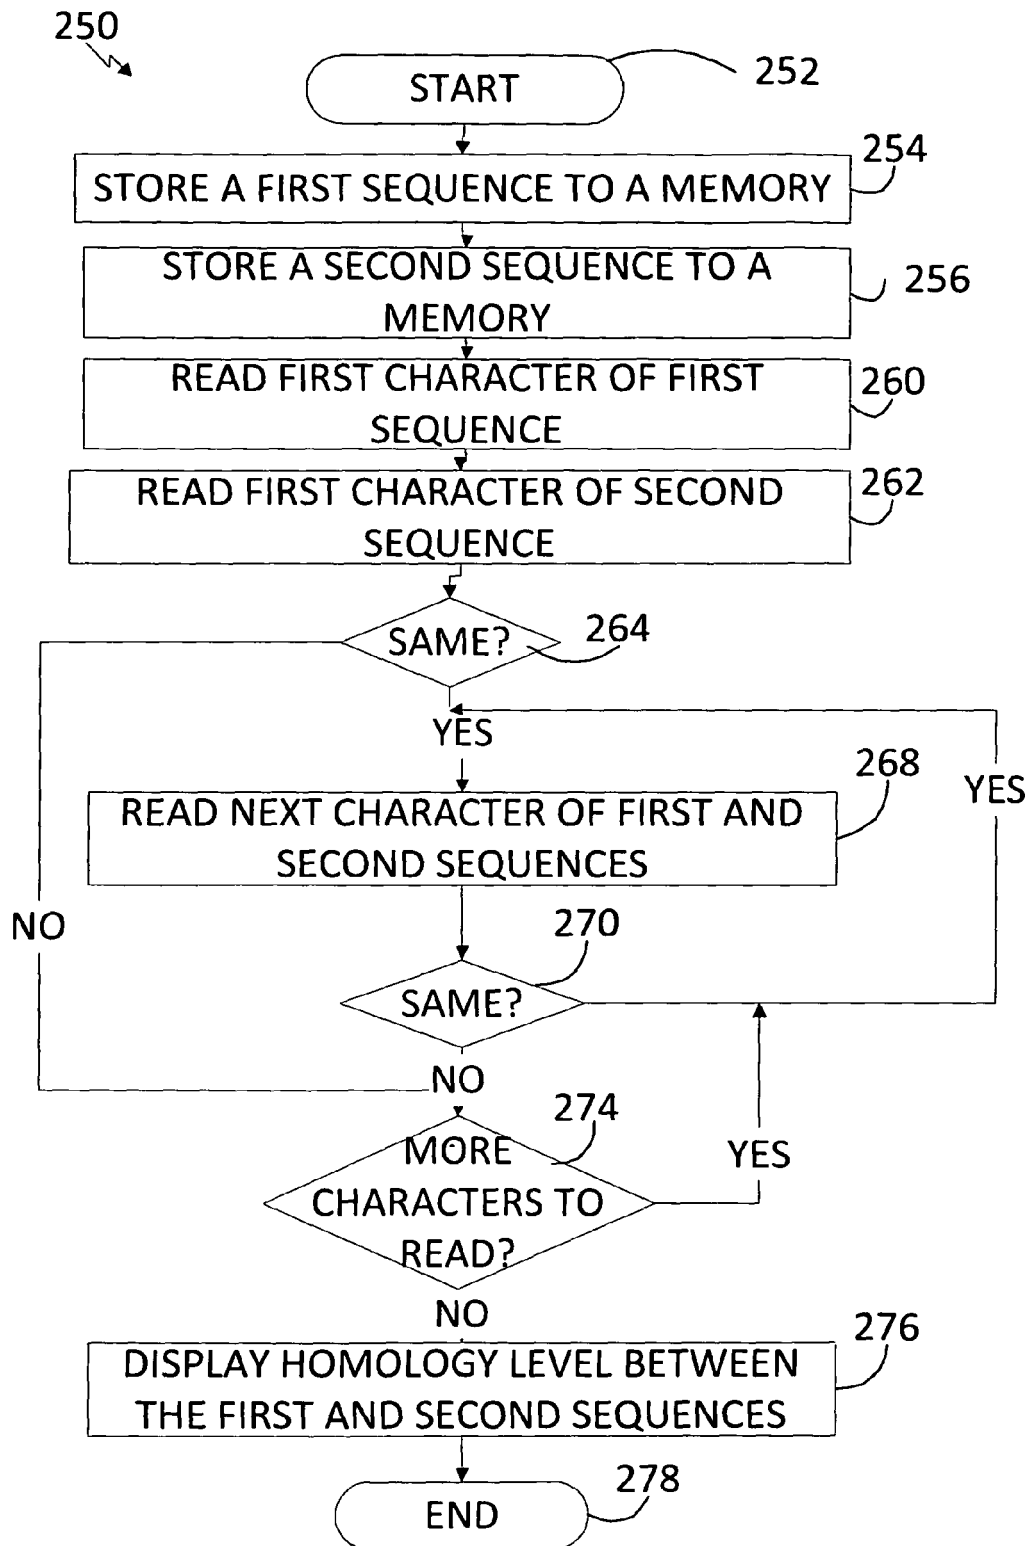 250
START
252
STORE A FIRST SEQUENCE TO A MEMORY
254
STORE A SECOND SEQUENCE TO A
MEMORY
256
READ FIRST CHARACTER OF FIRST
SEQUENCE
260
READ FIRST CHARACTER OF SECOND
SEQUENCE
262
SAME?
264
YES
YES
READ NEXT CHARACTER OF FIRST AND
SECOND SEQUENCES
268
NO
SAME?
270
NO
MORE
CHARACTERS TO
READ?
274
YES
NO
DISPLAY HOMOLOGY LEVEL BETWEEN
THE FIRST AND SECOND SEQUENCES
276
END
278